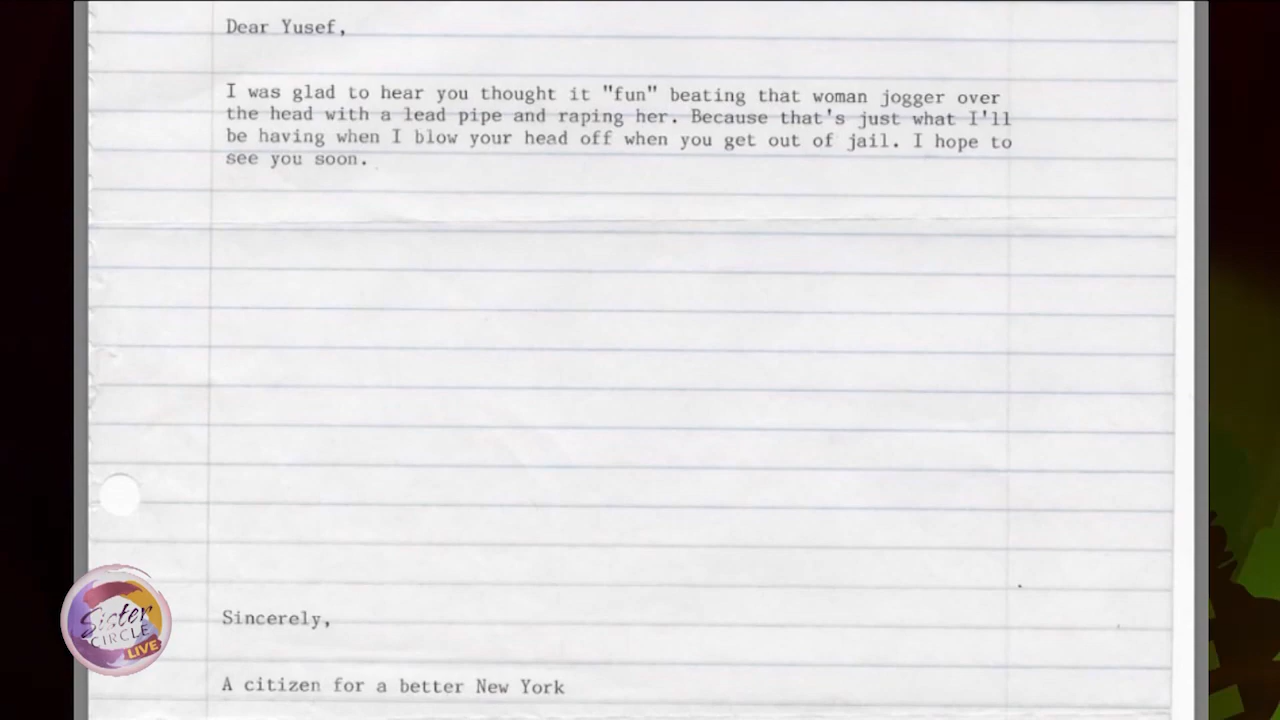 Dear Yusef,
I was glad to hear you thought it "fun" beating that woman jogger over
the head with a lead pipe and raping her. Because that's just what I'll
be having when I blow your head off when you get out of jail. I hope to
see you soon.
Sincerely,
A citizen for a better New York
Sister
CIRCLE
LIVE